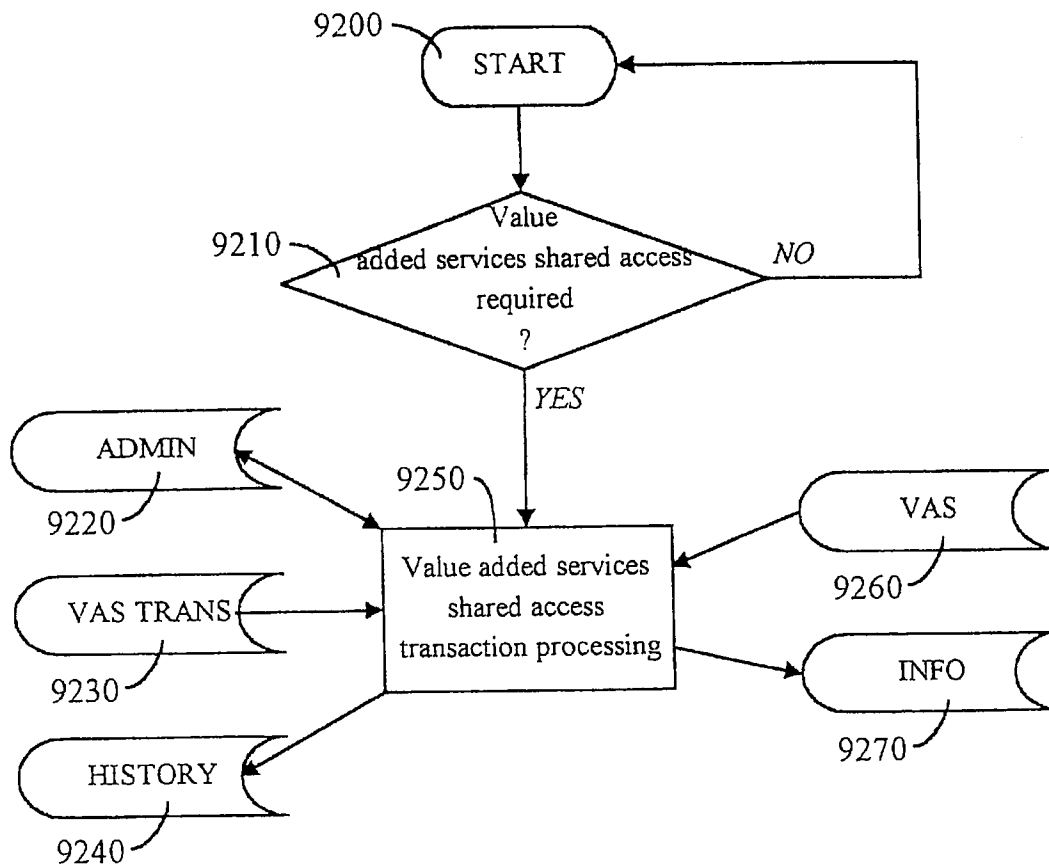 9200
START
Value
9210
added services shared access
NO
required
?
YES
ADMIN
9220
9250
VAS
9260
Value added services
shared access
transaction processing
VAS TRANS
9230
INFO
9270
HISTORY
9240